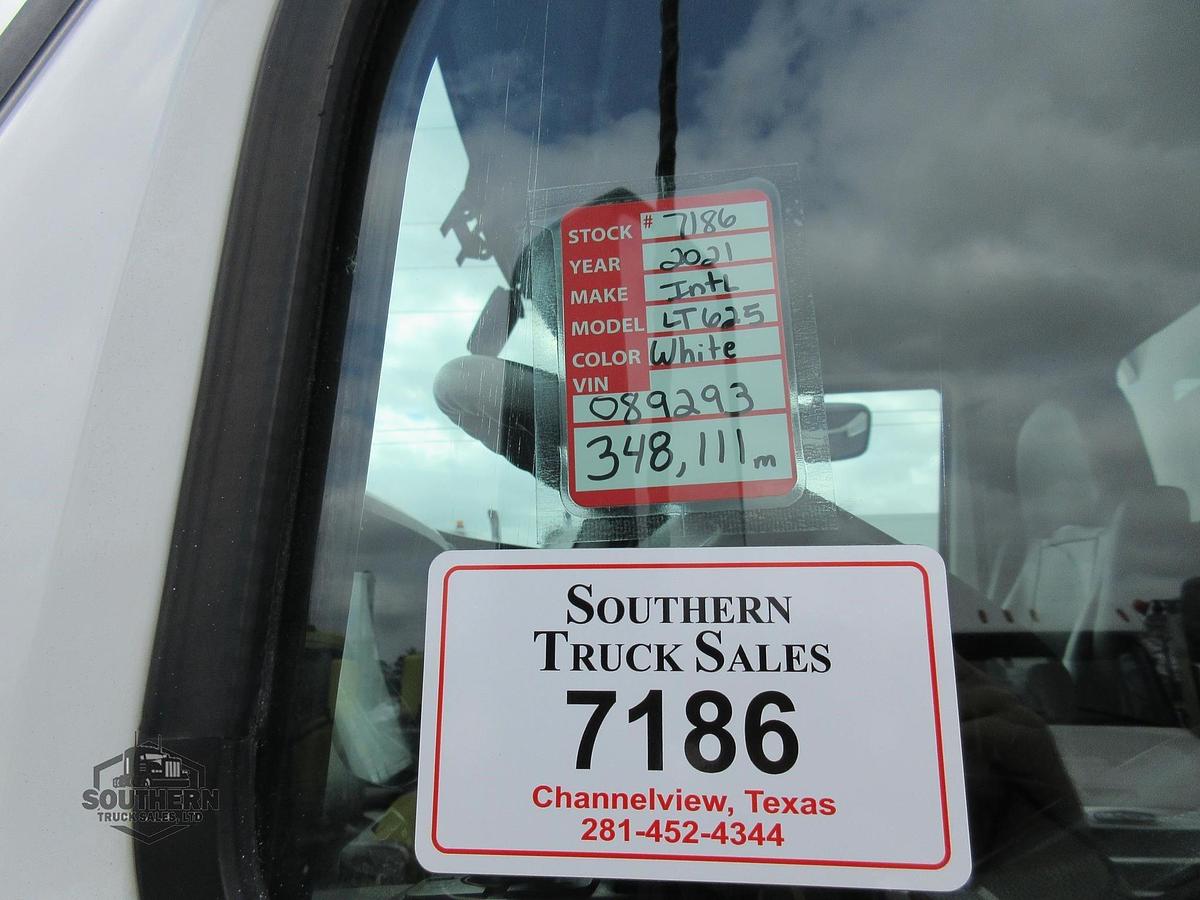 STOCK # 7186
YEAR 2021
MAKE Intl
MODEL LT625
COLOR White
VIN
089293
348,111m
SOUTHERN
TRUCK SALES
7186
Channelview, Texas
281-452-4344
SOUTHERN
TRUCK SALES, LTD